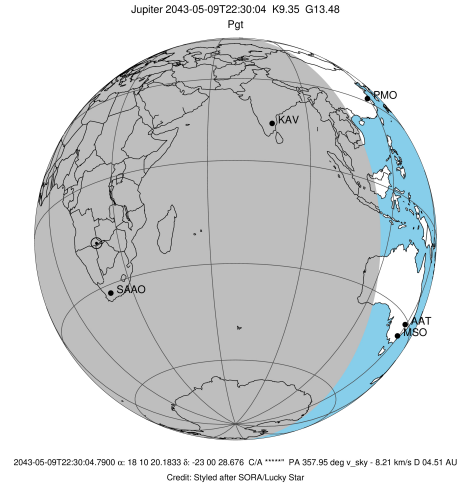 Jupiter 2043-05-09T22:30:04 K9.35 G13.48
Pgt
PMO
KAV
SAAO
AAT
MSO
2043-05-09T22:30:04.7900 α: 18 10 20.1833 δ: -23 00 28.676 C/A *****" PA 357.95 deg v_sky - 8.21 km/s D 04.51 AU
Credit: Styled after SORA/Lucky Star